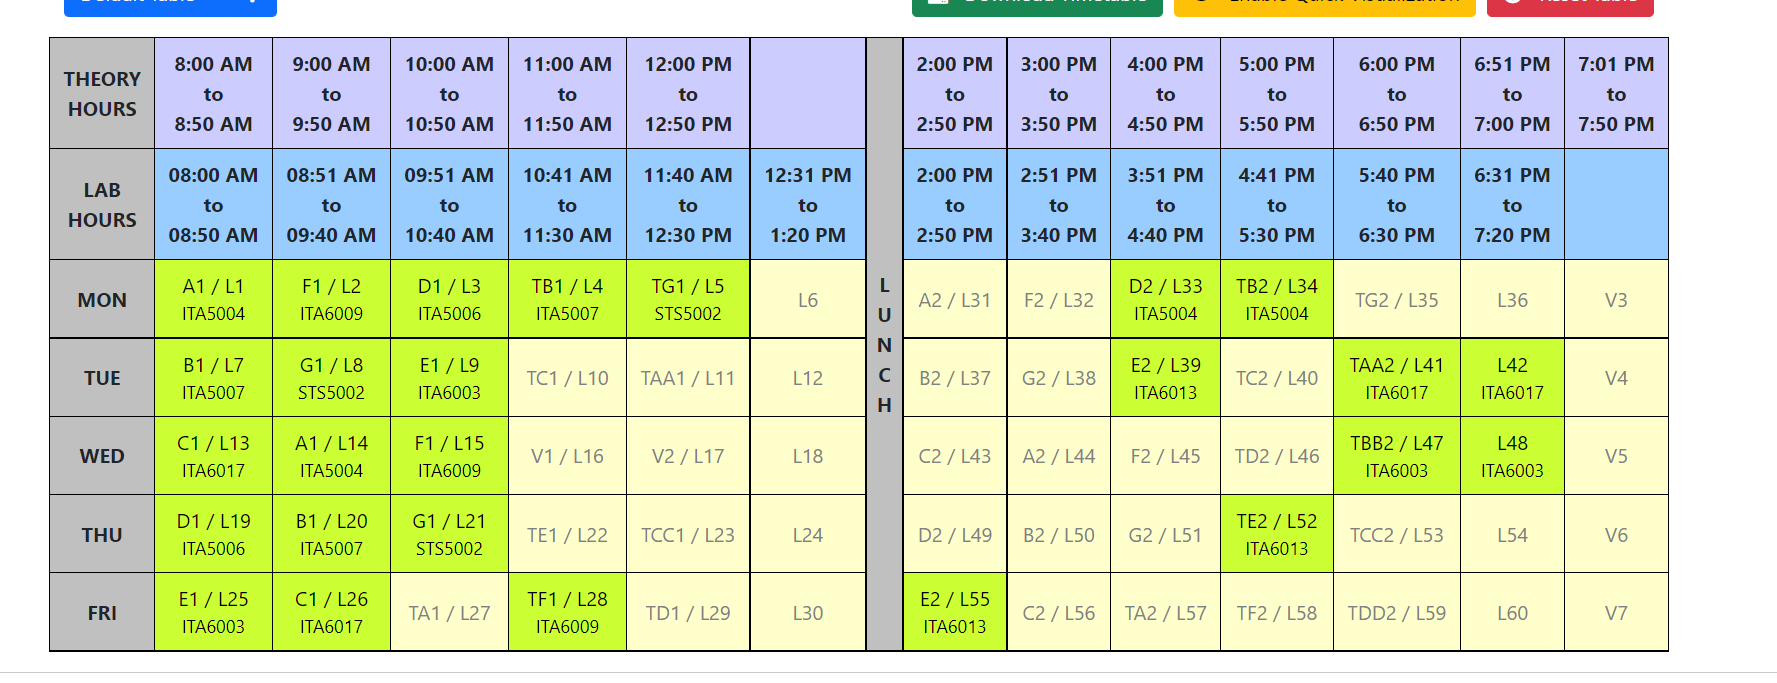 Default Table
Download Timetable
Enable Quick Visualization
Reset Table
THEORY
HOURS
8:00 AM
to
8:50 AM
9:00 AM
to
9:50 AM
10:00 AM
to
10:50 AM
11:00 AM
to
11:50 AM
12:00 PM
to
12:50 PM
2:00 PM
to
2:50 PM
3:00 PM
to
3:50 PM
4:00 PM
to
4:50 PM
5:00 PM
to
5:50 PM
6:00 PM
to
6:50 PM
6:51 PM
to
7:00 PM
7:01 PM
to
7:50 PM
LAB
HOURS
08:00 AM
to
08:50 AM
08:51 AM
to
09:40 AM
09:51 AM
to
10:40 AM
10:41 AM
to
11:30 AM
11:40 AM
to
12:30 PM
12:31 PM
to
1:20 PM
2:00 PM
to
2:50 PM
2:51 PM
to
3:40 PM
3:51 PM
to
4:40 PM
4:41 PM
to
5:30 PM
5:40 PM
to
6:30 PM
6:31 PM
to
7:20 PM
L
U
N
C
H
MON
A1 / L1
ITA5004
F1 / L2
ITA6009
D1 / L3
ITA5006
TB1 / L4
ITA5007
TG1 / L5
STS5002
L6
A2 / L31
F2 / L32
D2 / L33
ITA5004
TB2 / L34
ITA5004
TG2 / L35
L36
V3
TUE
B1 / L7
ITA5007
G1 / L8
STS5002
E1 / L9
ITA6003
TC1 / L10
TAA1 / L11
L12
B2 / L37
G2 / L38
E2 / L39
ITA6013
TC2 / L40
TAA2 / L41
ITA6017
L42
ITA6017
V4
WED
C1 / L13
ITA6017
A1 / L14
ITA5004
F1 / L15
ITA6009
V1 / L16
V2 / L17
L18
C2 / L43
A2 / L44
F2 / L45
TD2 / L46
TBB2 / L47
ITA6003
L48
ITA6003
V5
THU
D1 / L19
ITA5006
B1 / L20
ITA5007
G1 / L21
STS5002
TE1 / L22
TCC1 / L23
L24
D2 / L49
B2 / L50
G2 / L51
TE2 / L52
ITA6013
TCC2 / L53
L54
V6
FRI
E1 / L25
ITA6003
C1 / L26
ITA6017
TA1 / L27
TF1 / L28
ITA6009
TD1 / L29
L30
E2 / L55
ITA6013
C2 / L56
TA2 / L57
TF2 / L58
TDD2 / L59
L60
V7